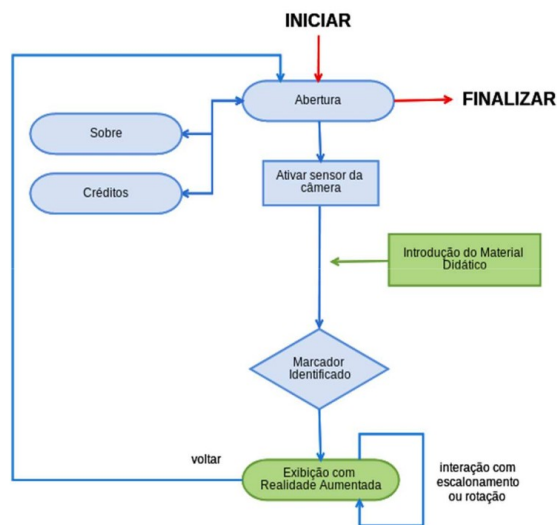 INICIAR
Abertura
FINALIZAR
Sobre
Ativar sensor da
câmera
Créditos
Introdução do Material
Didático
Marcador
Identificado
voltar
Exibição com
Realidade Aumentada
interação com
escalonamento
ou rotação